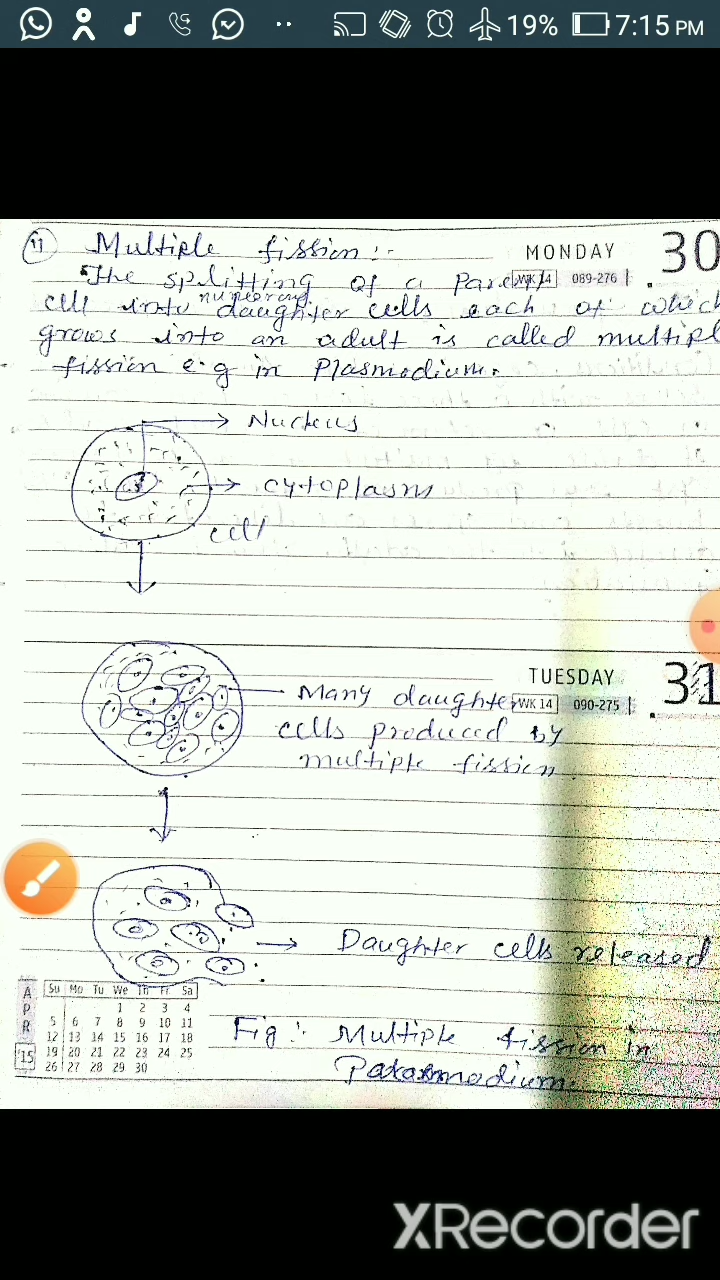 19% 7:15 PM
11 Multiple fission :-
MONDAY 30
WK 14 089-276
"The splitting of a Parent
numerous
cell into daughter cells each of which
grows into an adult is called multipl
fission e.g in Plasmodium.
Nucleus
cytoplasm
cell
TUESDAY 31
WK 14 090-275
Many daughter
cells produced by
multiple fission.
Daughter cells released
APR '15
Su Mo Tu We Th Fr Sa
1 2 3 4
5 6 7 8 9 10 11
12 13 14 15 16 17 18
19 20 21 22 23 24 25
26 27 28 29 30
Fig :. Multiple fission in
XRecorder